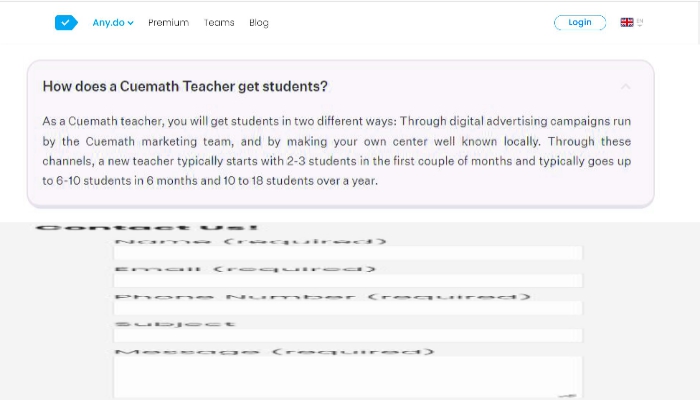 Any.do Premium Teams Blog Login EN
How does a Cuemath Teacher get students?
As a Cuemath teacher, you will get students in two different ways: Through digital advertising campaigns run
by the Cuemath marketing team, and by making your own center well known locally. Through these
channels, a new teacher typically starts with 2-3 students in the first couple of months and typically goes up
to 6-10 students in 6 months and 10 to 18 students over a year.
Contact Us!
Name (required)
Email (required)
Phone Number (required)
Subject
Message (required)